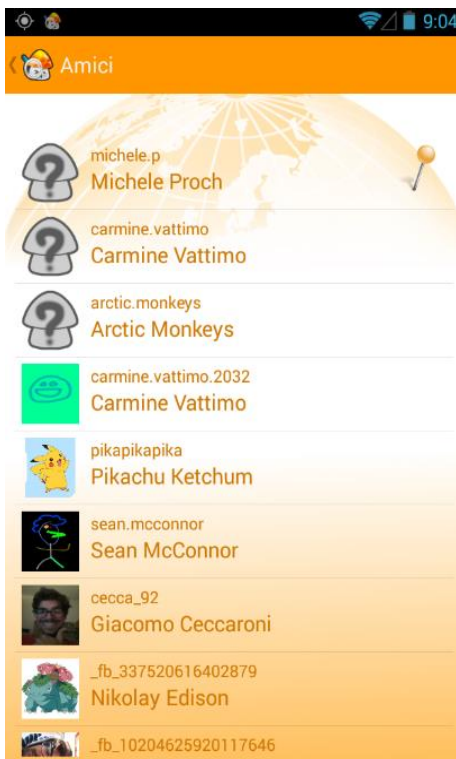 9:04
Amici
michele.p
Michele Proch
carmine.vattimo
Carmine Vattimo
arctic.monkeys
Arctic Monkeys
carmine.vattimo.2032
Carmine Vattimo
pikapikapika
Pikachu Ketchum
sean.mcconnor
Sean McConnor
cecca_92
Giacomo Ceccaroni
_fb_337520616402879
Nikolay Edison
_fb_10204625920117646